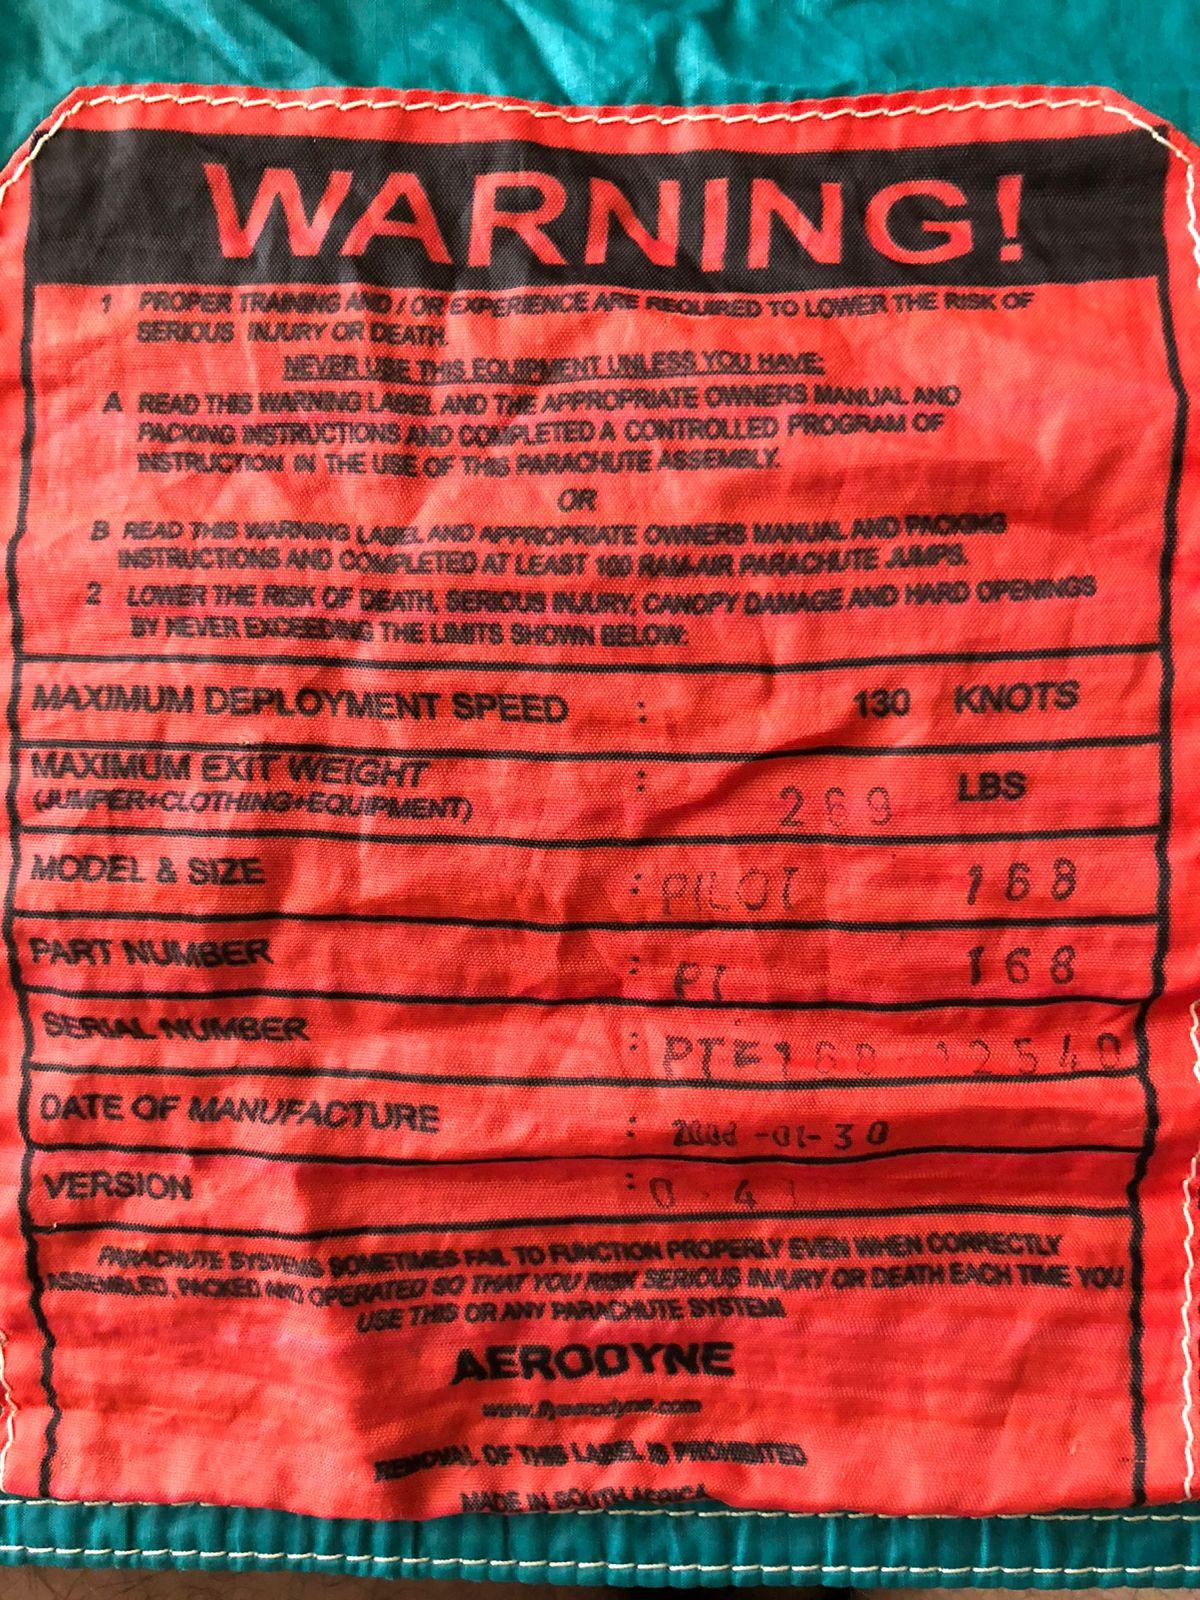 WARNING!
1 PROPER TRAINING AND / OR EXPERIENCE ARE REQUIRED TO LOWER THE RISK OF
SERIOUS INJURY OR DEATH.
NEVER USE THIS EQUIPMENT UNLESS YOU HAVE:
A READ THIS WARNING LABEL AND THE APPROPRIATE OWNERS MANUAL AND
PACKING INSTRUCTIONS AND COMPLETED A CONTROLLED PROGRAM OF
INSTRUCTION IN THE USE OF THIS PARACHUTE ASSEMBLY.
OR
B READ THIS WARNING LABEL AND APPROPRIATE OWNERS MANUAL AND PACKING
INSTRUCTIONS AND COMPLETED AT LEAST 100 RAM-AIR PARACHUTE JUMPS.
2 LOWER THE RISK OF DEATH, SERIOUS INJURY, CANOPY DAMAGE AND HARD OPENINGS
BY NEVER EXCEEDING THE LIMITS SHOWN BELOW:
MAXIMUM DEPLOYMENT SPEED : 130 KNOTS
MAXIMUM EXIT WEIGHT : 269 LBS
(JUMPER+CLOTHING+EQUIPMENT)
MODEL & SIZE : PILOT 168
PART NUMBER : PT 168
SERIAL NUMBER :
DATE OF MANUFACTURE :
VERSION :
PARACHUTE SYSTEMS SOMETIMES FAIL TO FUNCTION PROPERLY EVEN WHEN CORRECTLY
ASSEMBLED, PACKED AND OPERATED SO THAT YOU RISK SERIOUS INJURY OR DEATH EACH TIME YOU
USE THIS OR ANY PARACHUTE SYSTEM!
AERODYNE
www.flyaerodyne.com
REMOVAL OF THIS LABEL IS PROHIBITED
MADE IN SOUTH AFRICA